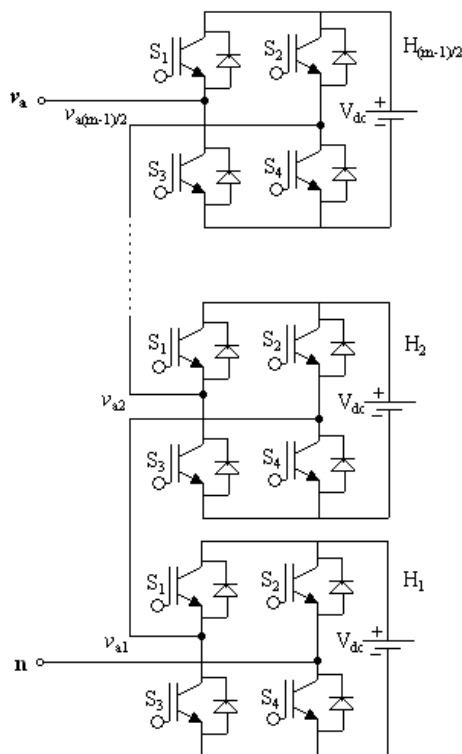 S1 S2 H(m-1)/2
va
va(m-1)/2 Vdc + -
S3 S4
S1 S2 H2
va2 Vdc + -
S3 S4
S1 S2 H1
va1 Vdc + -
n
S3 S4